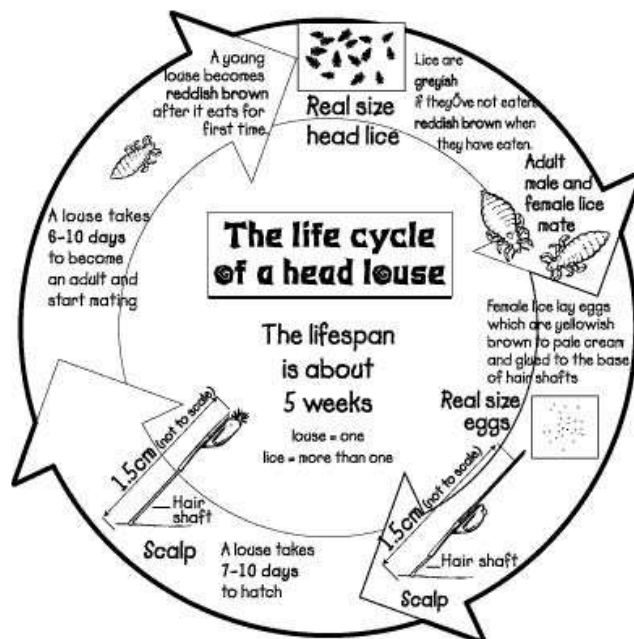 The life cycle
of a head louse
The lifespan
is about
5 weeks
louse = one
lice = more than one
Real size
head lice
Lice are
greyish
if theyÕve not eaten,
reddish brown when
they have eaten.
Adult
male and
female lice
mate
Female lice lay eggs
which are yellowish
brown to pale cream
and glued to the base
of hair shafts
Real size
eggs
1.5cm (not to scale)
Hair shaft
Scalp
A louse takes
7-10 days
to hatch
1.5cm (not to scale)
Hair
shaft
Scalp
A louse takes
6-10 days
to become
an adult and
start mating
A young
louse becomes
reddish brown
after it eats for
first time.